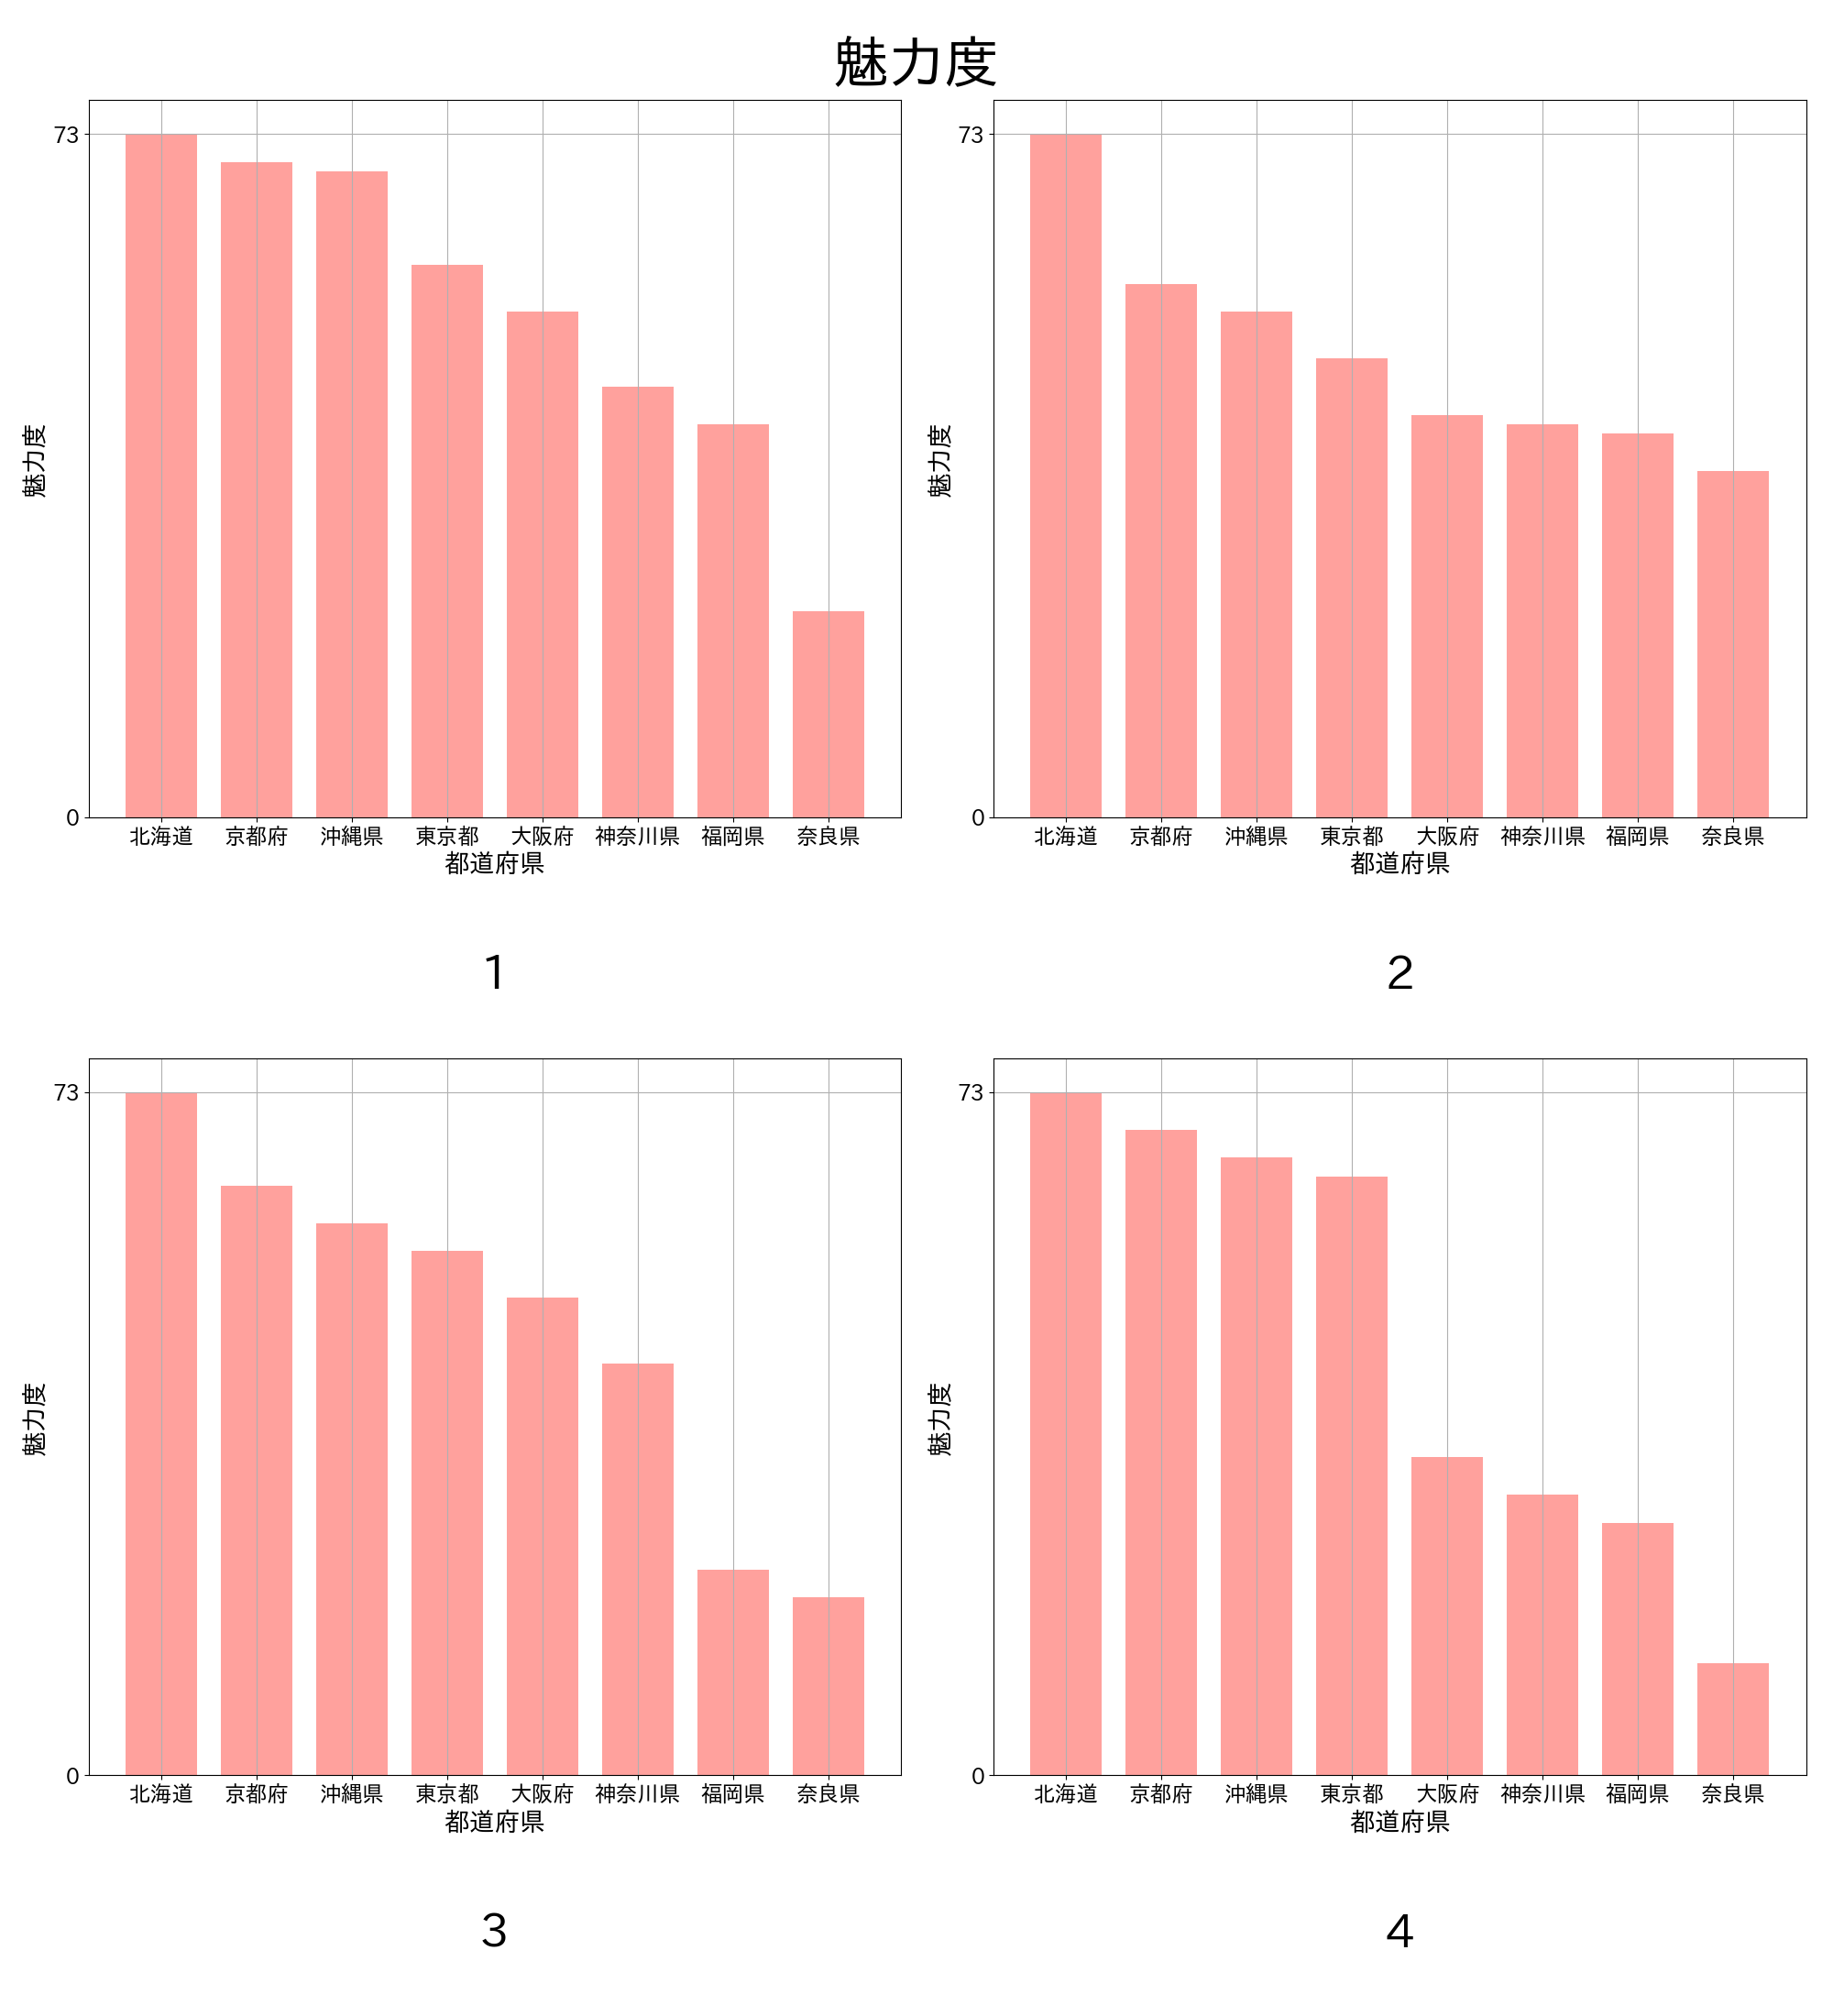 魅力度
73
0
魅力度
北海道 京都府 沖縄県 東京都 大阪府 神奈川県 福岡県 奈良県
都道府県
1
73
0
魅力度
北海道 京都府 沖縄県 東京都 大阪府 神奈川県 福岡県 奈良県
都道府県
2
73
0
魅力度
北海道 京都府 沖縄県 東京都 大阪府 神奈川県 福岡県 奈良県
都道府県
3
73
0
魅力度
北海道 京都府 沖縄県 東京都 大阪府 神奈川県 福岡県 奈良県
都道府県
4